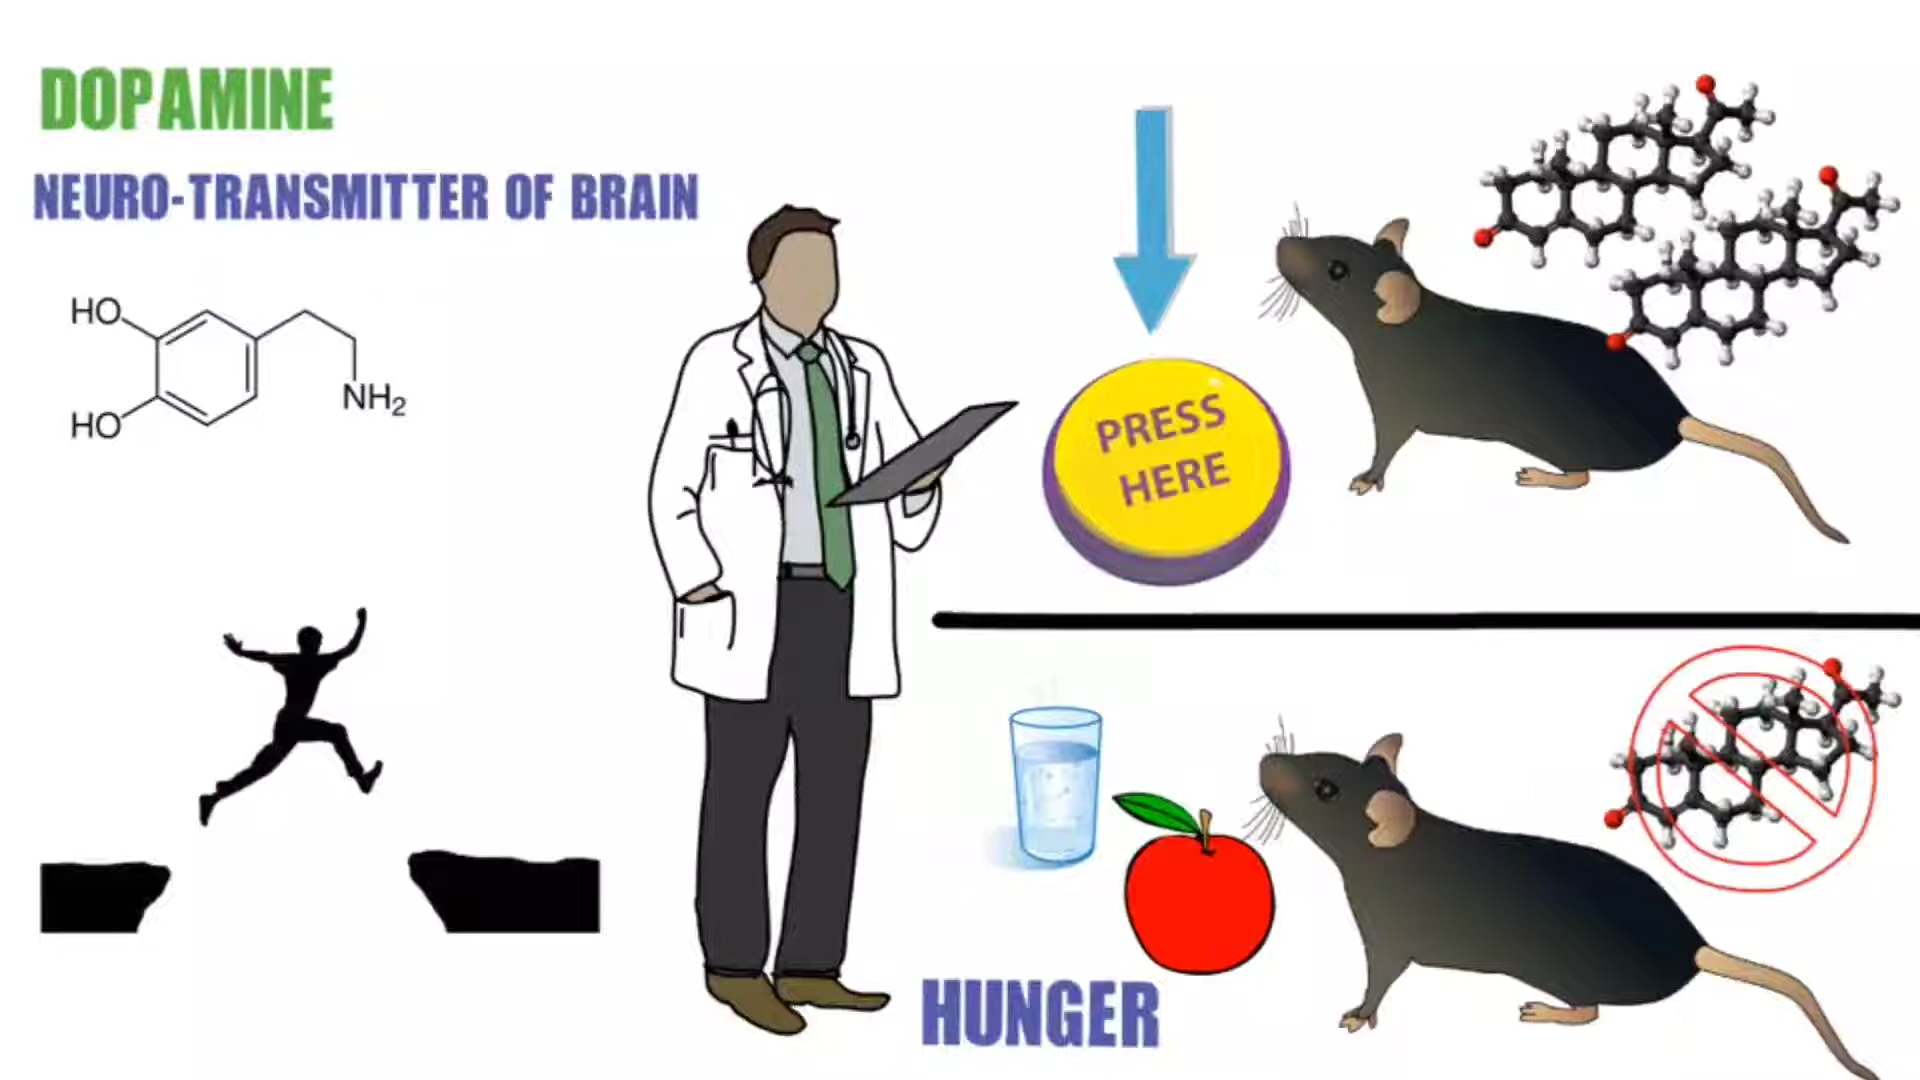 DOPAMINE
NEURO-TRANSMITTER OF BRAIN
HO
HO
NH₂
PRESS
HERE
HUNGER